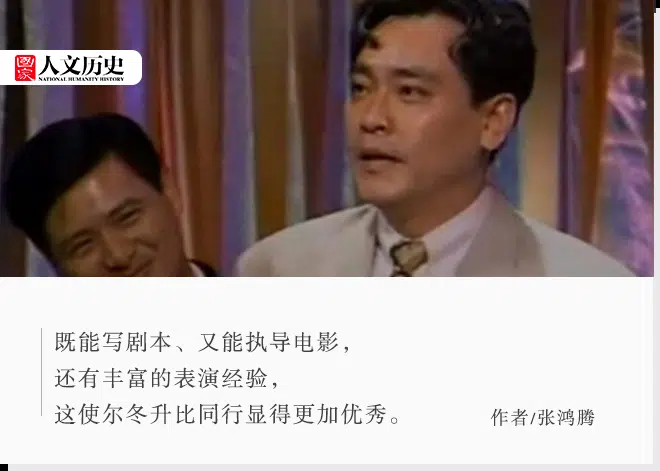 國家
人文历史
NATIONAL HUMANITY HISTORY
既能写剧本、又能执导电影，
还有丰富的表演经验，
这使尔冬升比同行显得更加优秀。
作者/张鸿腾